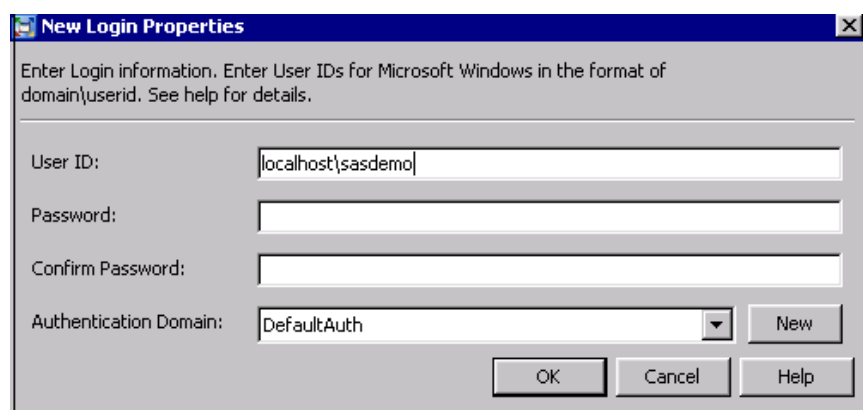 New Login Properties
Enter Login information. Enter User IDs for Microsoft Windows in the format of
domain\userid. See help for details.
User ID:
localhost\sasdemo
Password:
Confirm Password:
Authentication Domain:
DefaultAuth
New
OK
Cancel
Help